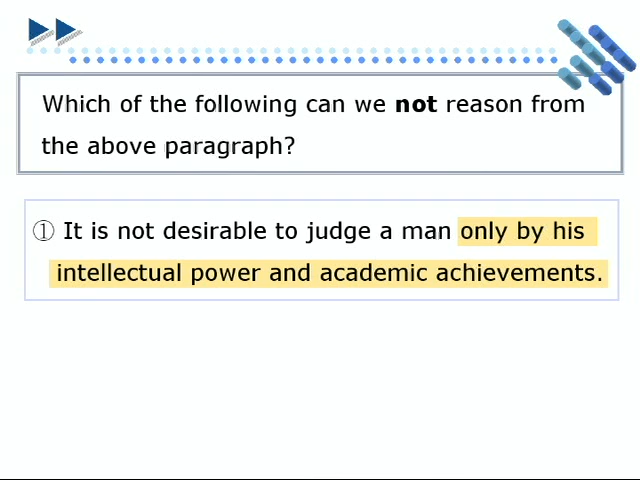 Which of the following can we not reason from
the above paragraph?
① It is not desirable to judge a man only by his
intellectual power and academic achievements.